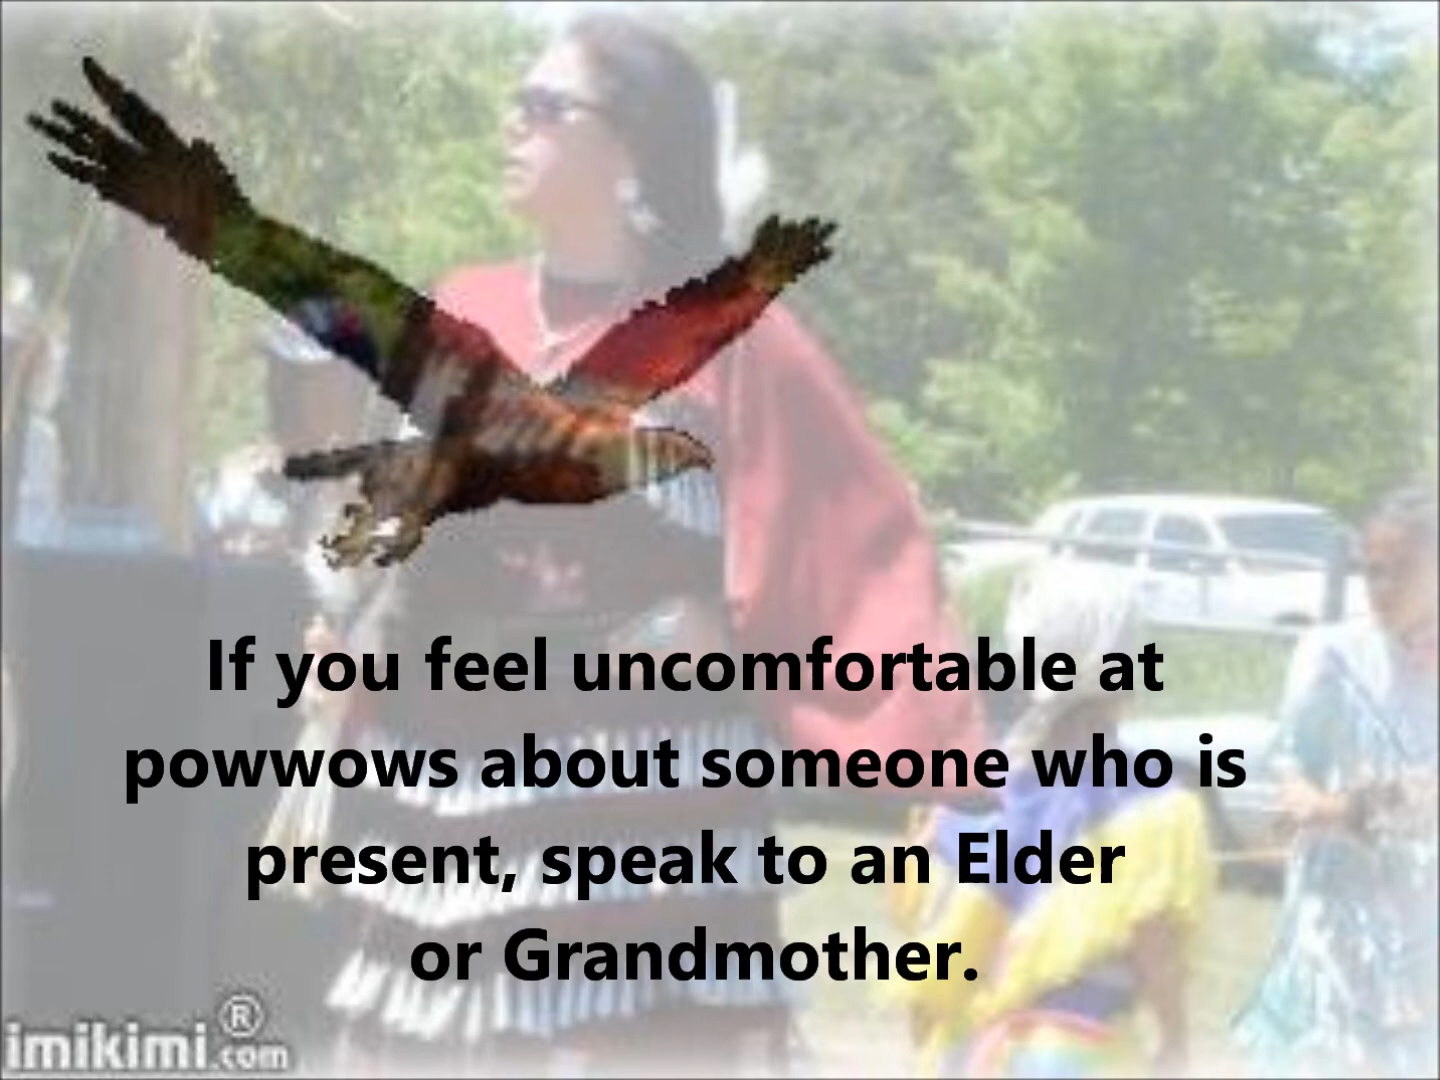 If you feel uncomfortable at
powwows about someone who is
present, speak to an Elder
or Grandmother.
imikimi.com®